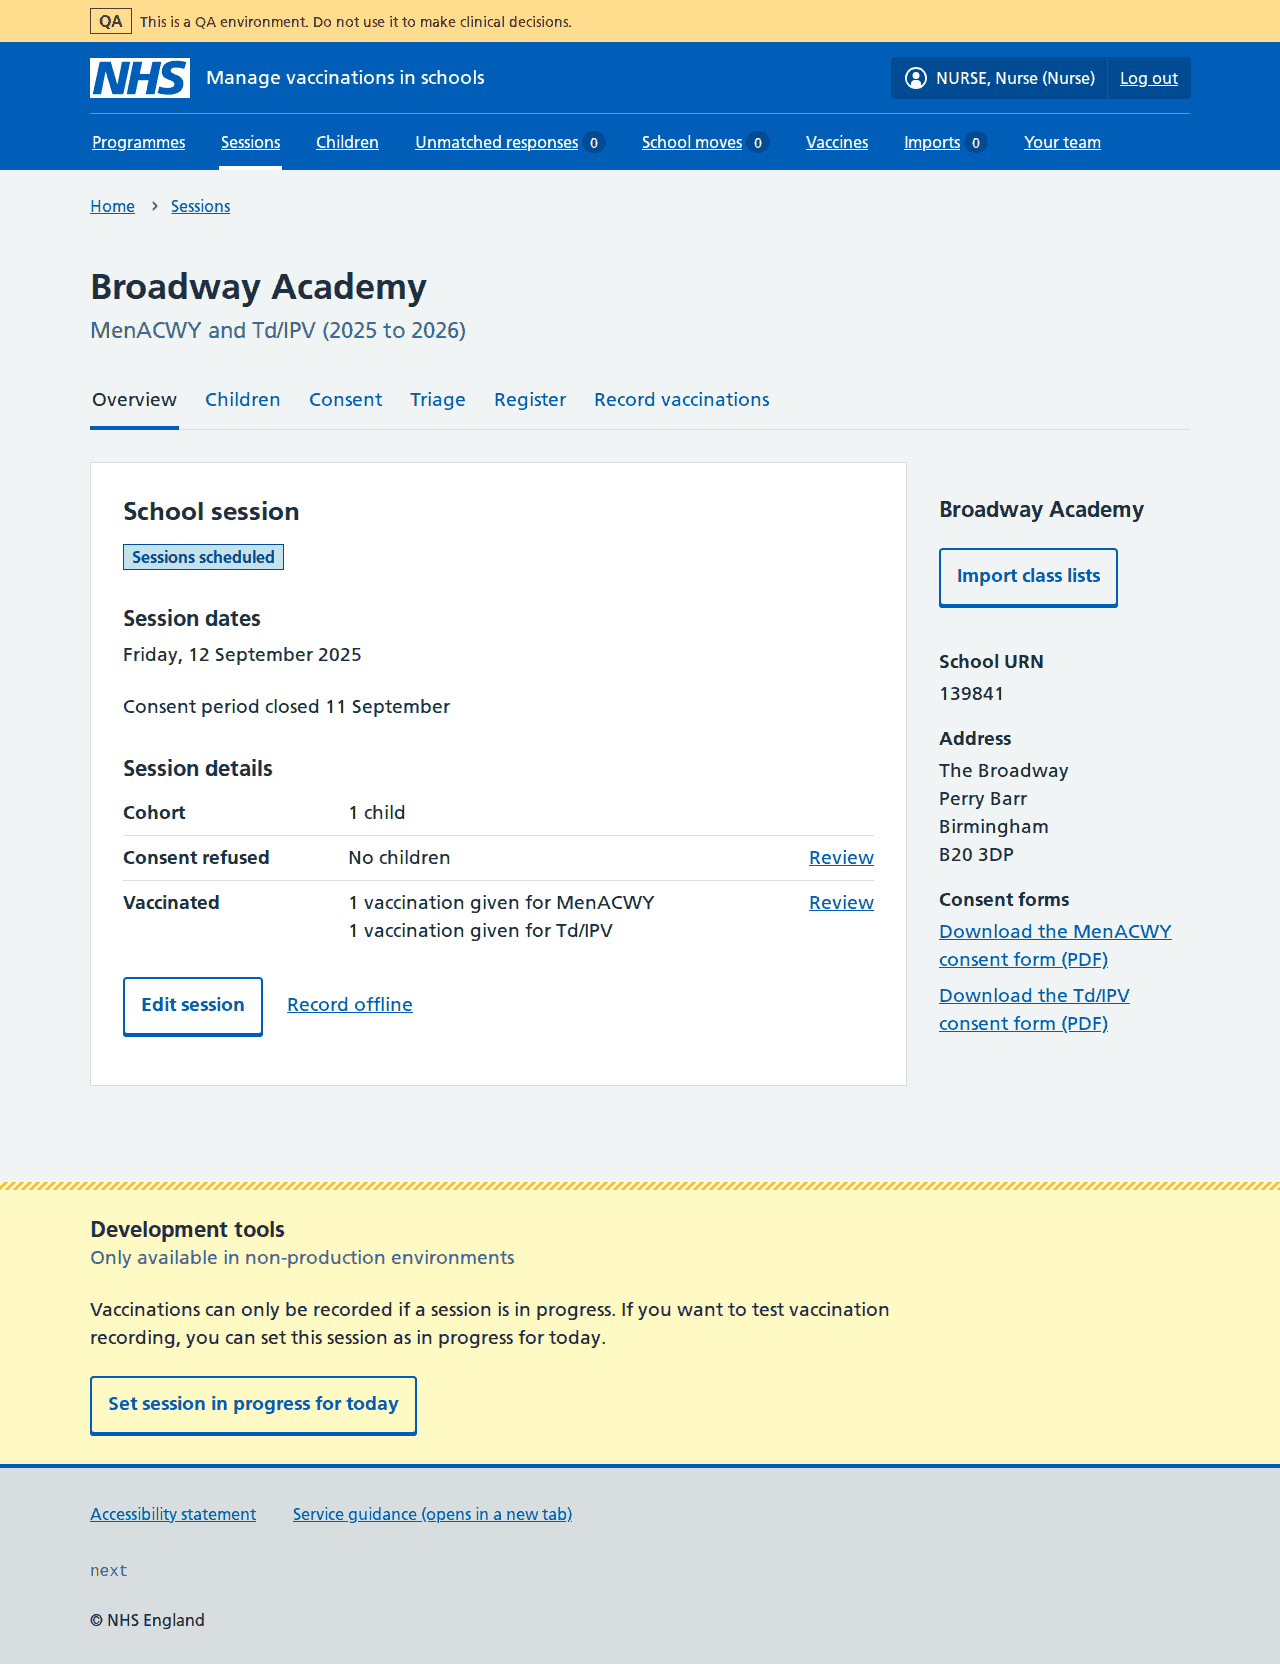 QA This is a QA environment. Do not use it to make clinical decisions.
NHS Manage vaccinations in schools NURSE, Nurse (Nurse) Log out
Programmes Sessions Children Unmatched responses 0 School moves 0 Vaccines Imports 0 Your team
Home Sessions
Broadway Academy
MenACWY and Td/IPV (2025 to 2026)
Overview Children Consent Triage Register Record vaccinations
School session
Sessions scheduled
Session dates
Friday, 12 September 2025
Consent period closed 11 September
Session details
Cohort 1 child
Consent refused No children Review
Vaccinated 1 vaccination given for MenACWY Review
1 vaccination given for Td/IPV
Edit session Record offline
Broadway Academy
Import class lists
School URN
139841
Address
The Broadway
Perry Barr
Birmingham
B20 3DP
Consent forms
Download the MenACWY
consent form (PDF)
Download the Td/IPV
consent form (PDF)
Development tools
Only available in non-production environments
Vaccinations can only be recorded if a session is in progress. If you want to test vaccination
recording, you can set this session as in progress for today.
Set session in progress for today
Accessibility statement Service guidance (opens in a new tab)
next
© NHS England